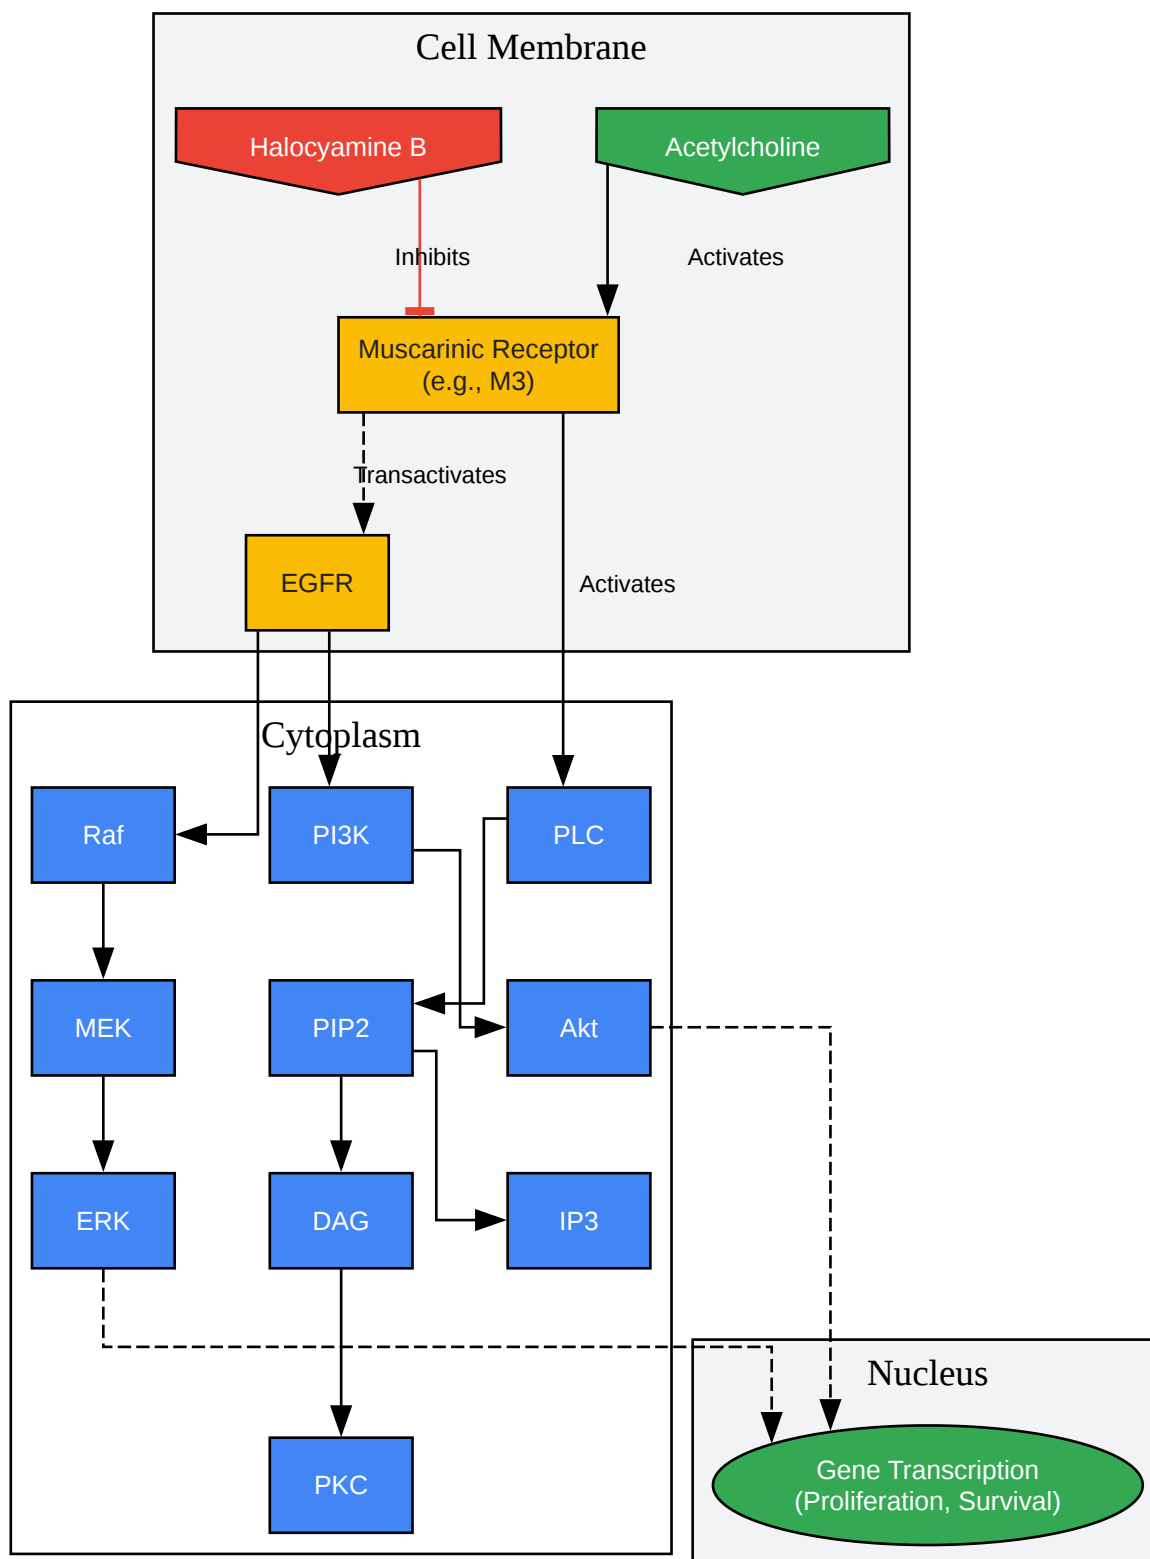 Cell Membrane
Halocyamine B
Acetylcholine
Inhibits
Activates
Muscarinic Receptor
(e.g., M3)
Transactivates
EGFR
Activates
Cytoplasm
Raf
PI3K
PLC
MEK
PIP2
Akt
ERK
DAG
IP3
Nucleus
Gene Transcription
(Proliferation, Survival)
PKC